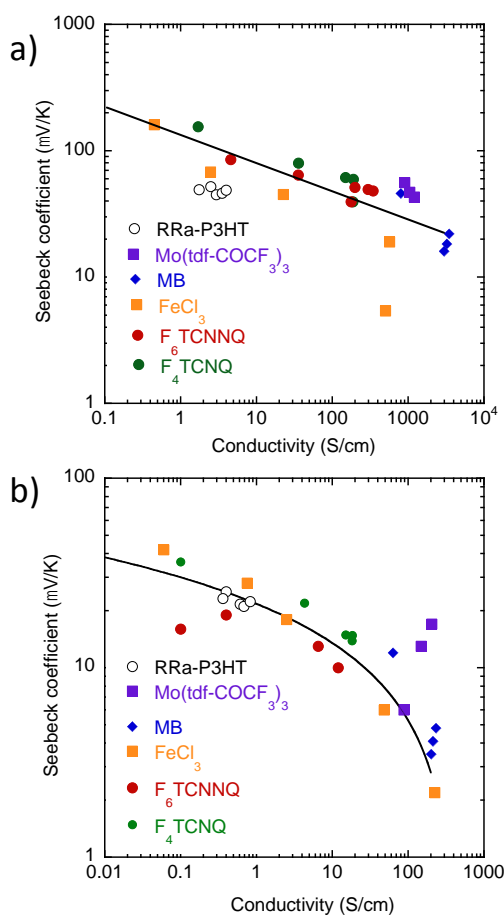 a)
1000
100
10
1
Seebeck coefficient (mV/K)
RRa-P3HT
Mo(tdf-COCF3)3
MB
FeCl3
F6TCNNQ
F4TCNQ
0.1 1 10 100 1000 10^4
Conductivity (S/cm)
b)
100
10
1
Seebeck coefficient (mV/K)
RRa-P3HT
Mo(tdf-COCF3)3
MB
FeCl3
F6TCNNQ
F4TCNQ
0.01 0.1 1 10 100 1000
Conductivity (S/cm)